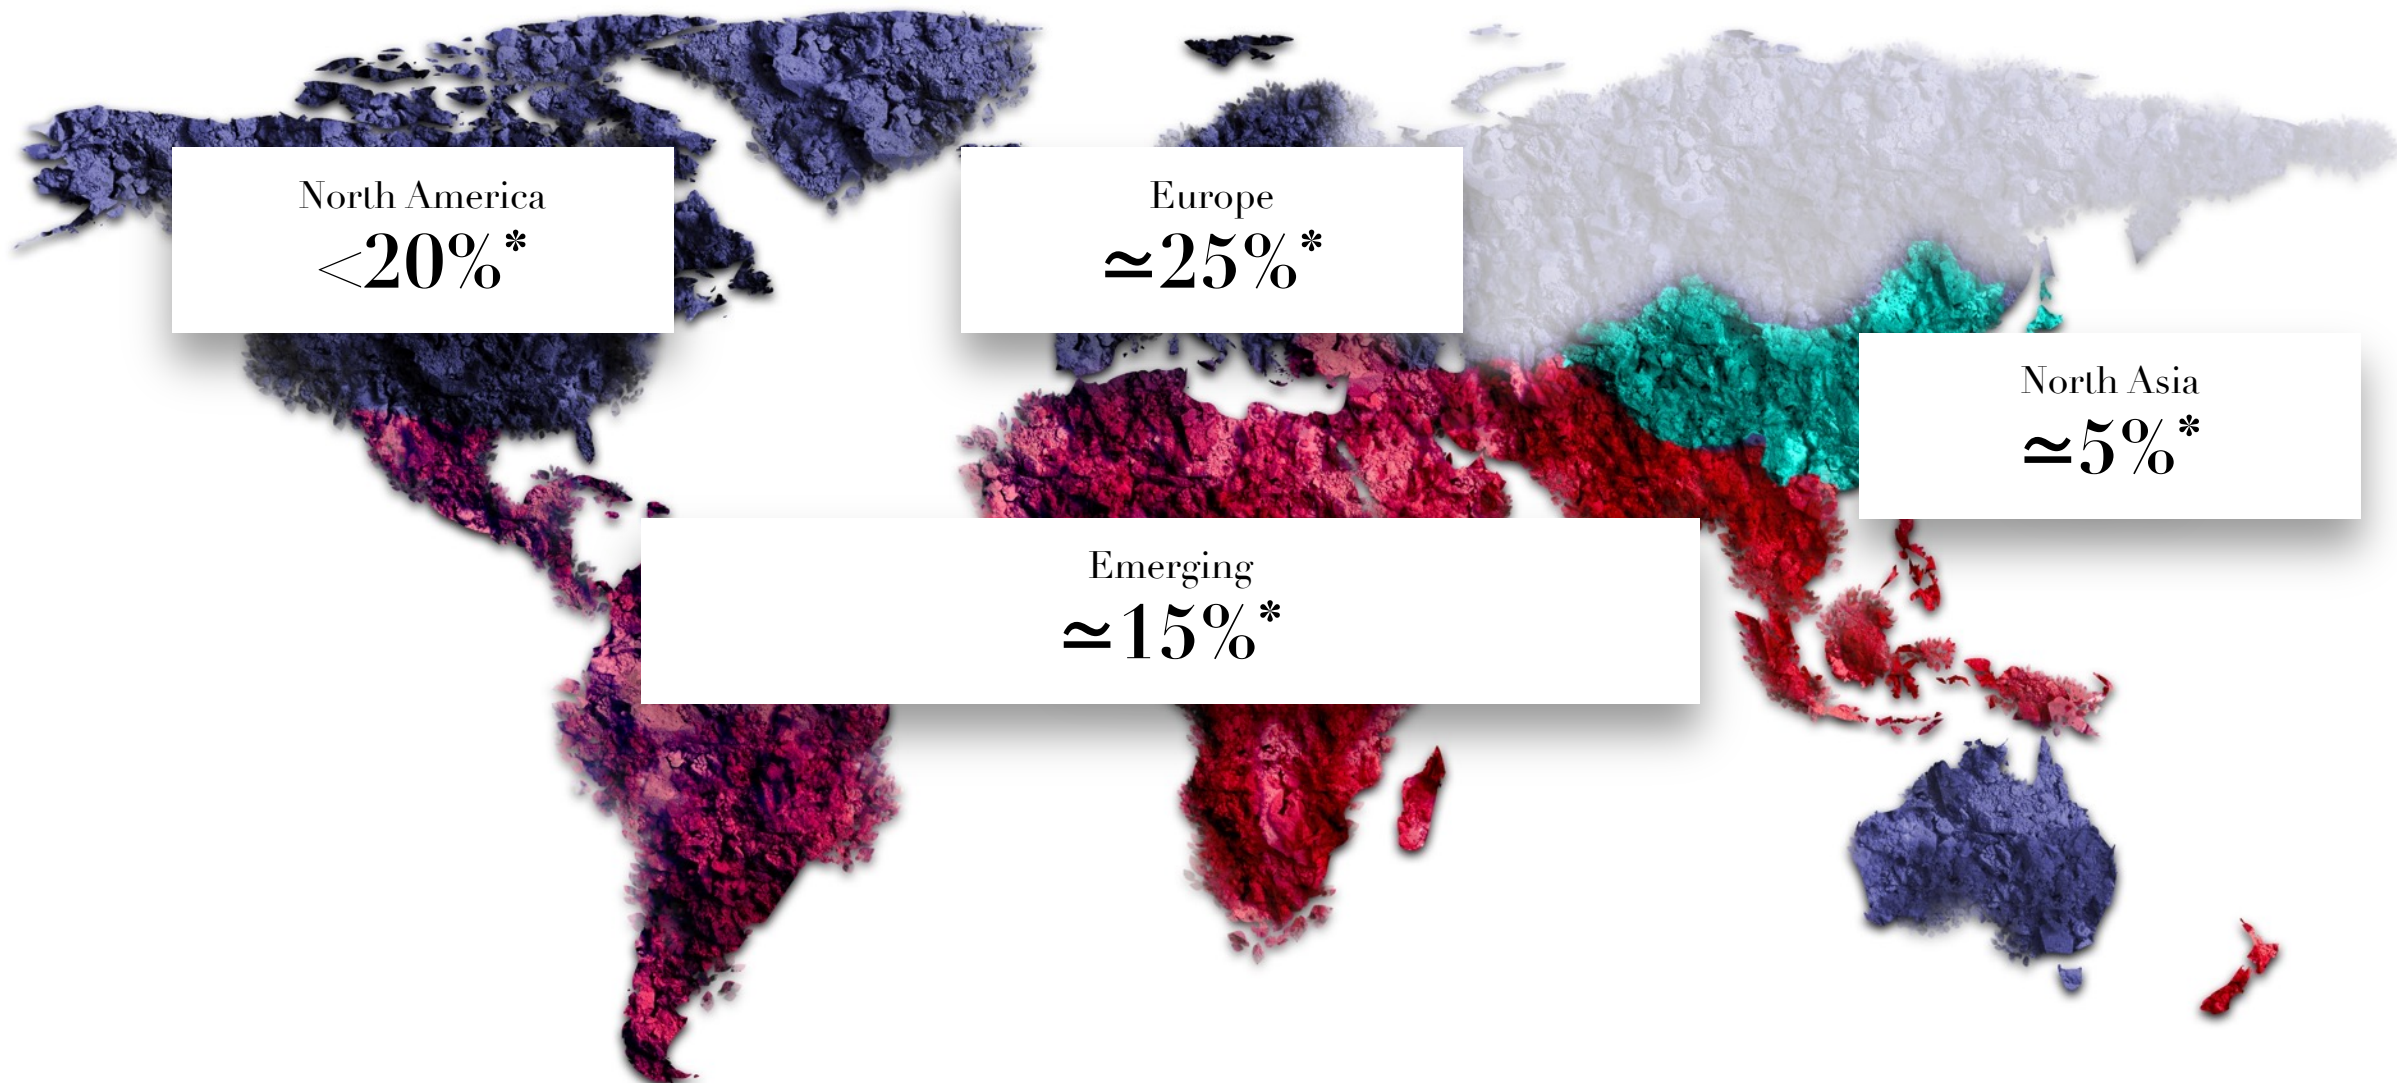 North America
<20%*
Europe
≃25%*
North Asia
≃5%*
Emerging
≃15%*